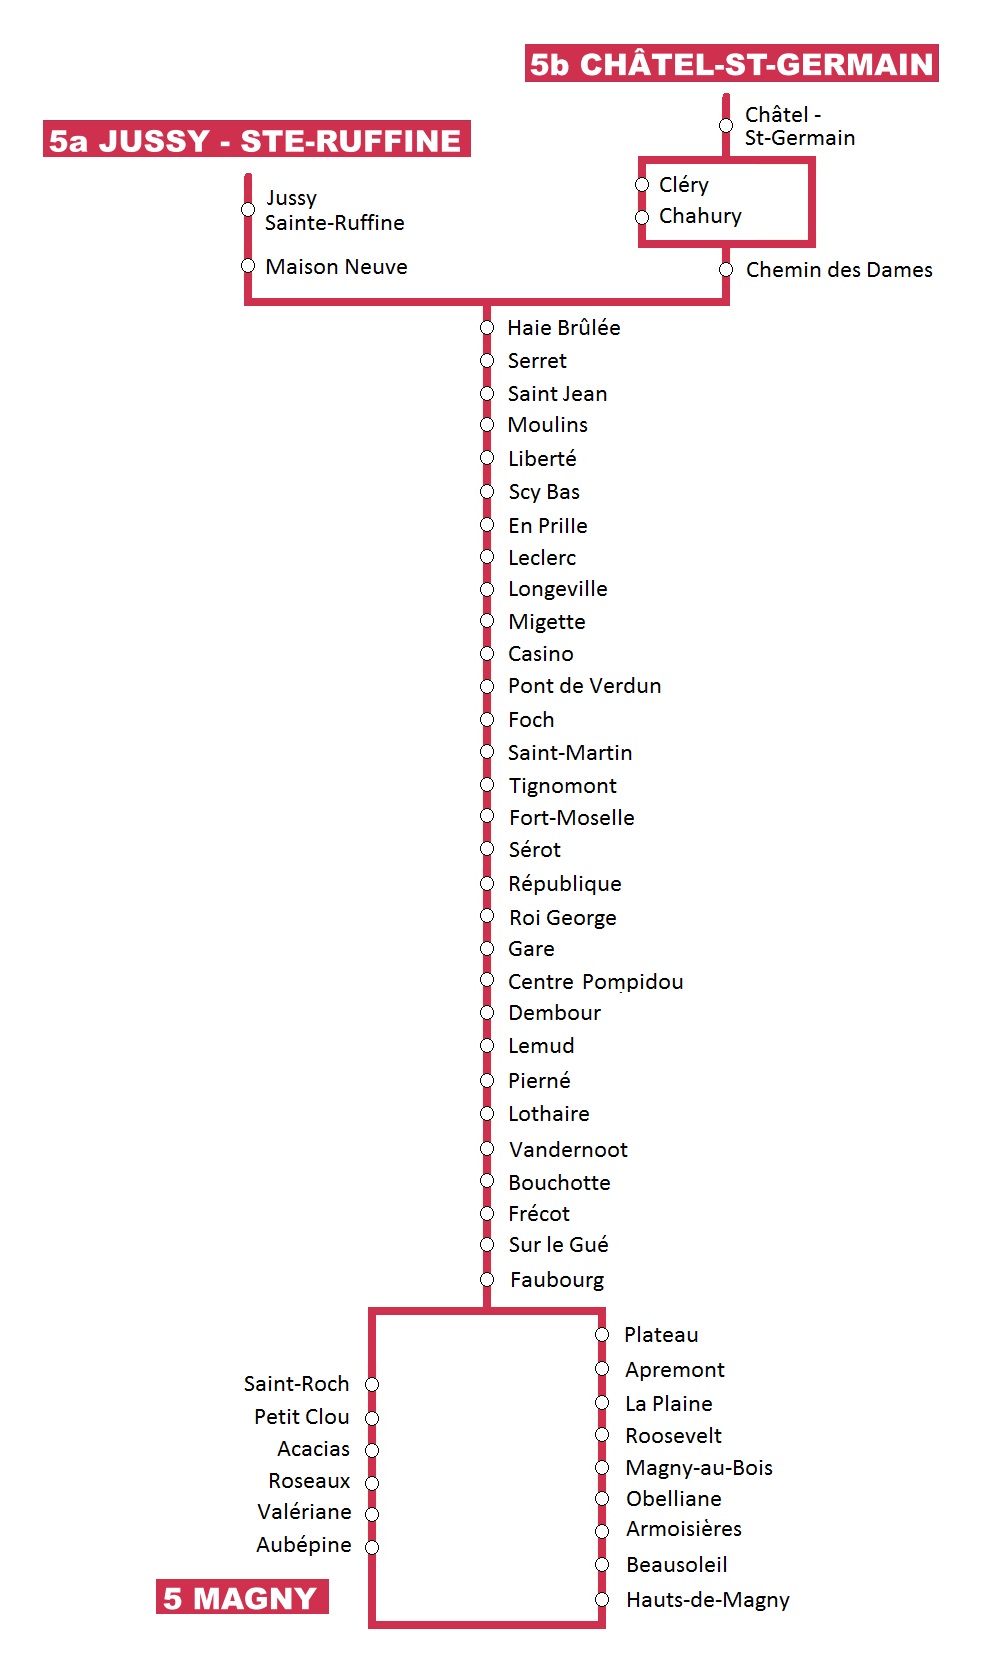 5b CHÂTEL-ST-GERMAIN
Châtel -
St-Germain
5a JUSSY - STE-RUFFINE
Cléry
Jussy
Chahury
Sainte-Ruffine
Maison Neuve
Chemin des Dames
Haie Brûlée
Serret
Saint Jean
Moulins
Liberté
Scy Bas
En Prille
Leclerc
Longeville
Migette
Casino
Pont de Verdun
Foch
Saint-Martin
Tignomont
Fort-Moselle
Sérot
République
Roi George
Gare
Centre Pompidou
Dembour
Lemud
Pierné
Lothaire
Vandernoot
Bouchotte
Frécot
Sur le Gué
Faubourg
Plateau
Apremont
La Plaine
Roosevelt
Magny-au-Bois
Obelliane
Armoisières
Beausoleil
Hauts-de-Magny
Saint-Roch
Petit Clou
Acacias
Roseaux
Valériane
Aubépine
5 MAGNY